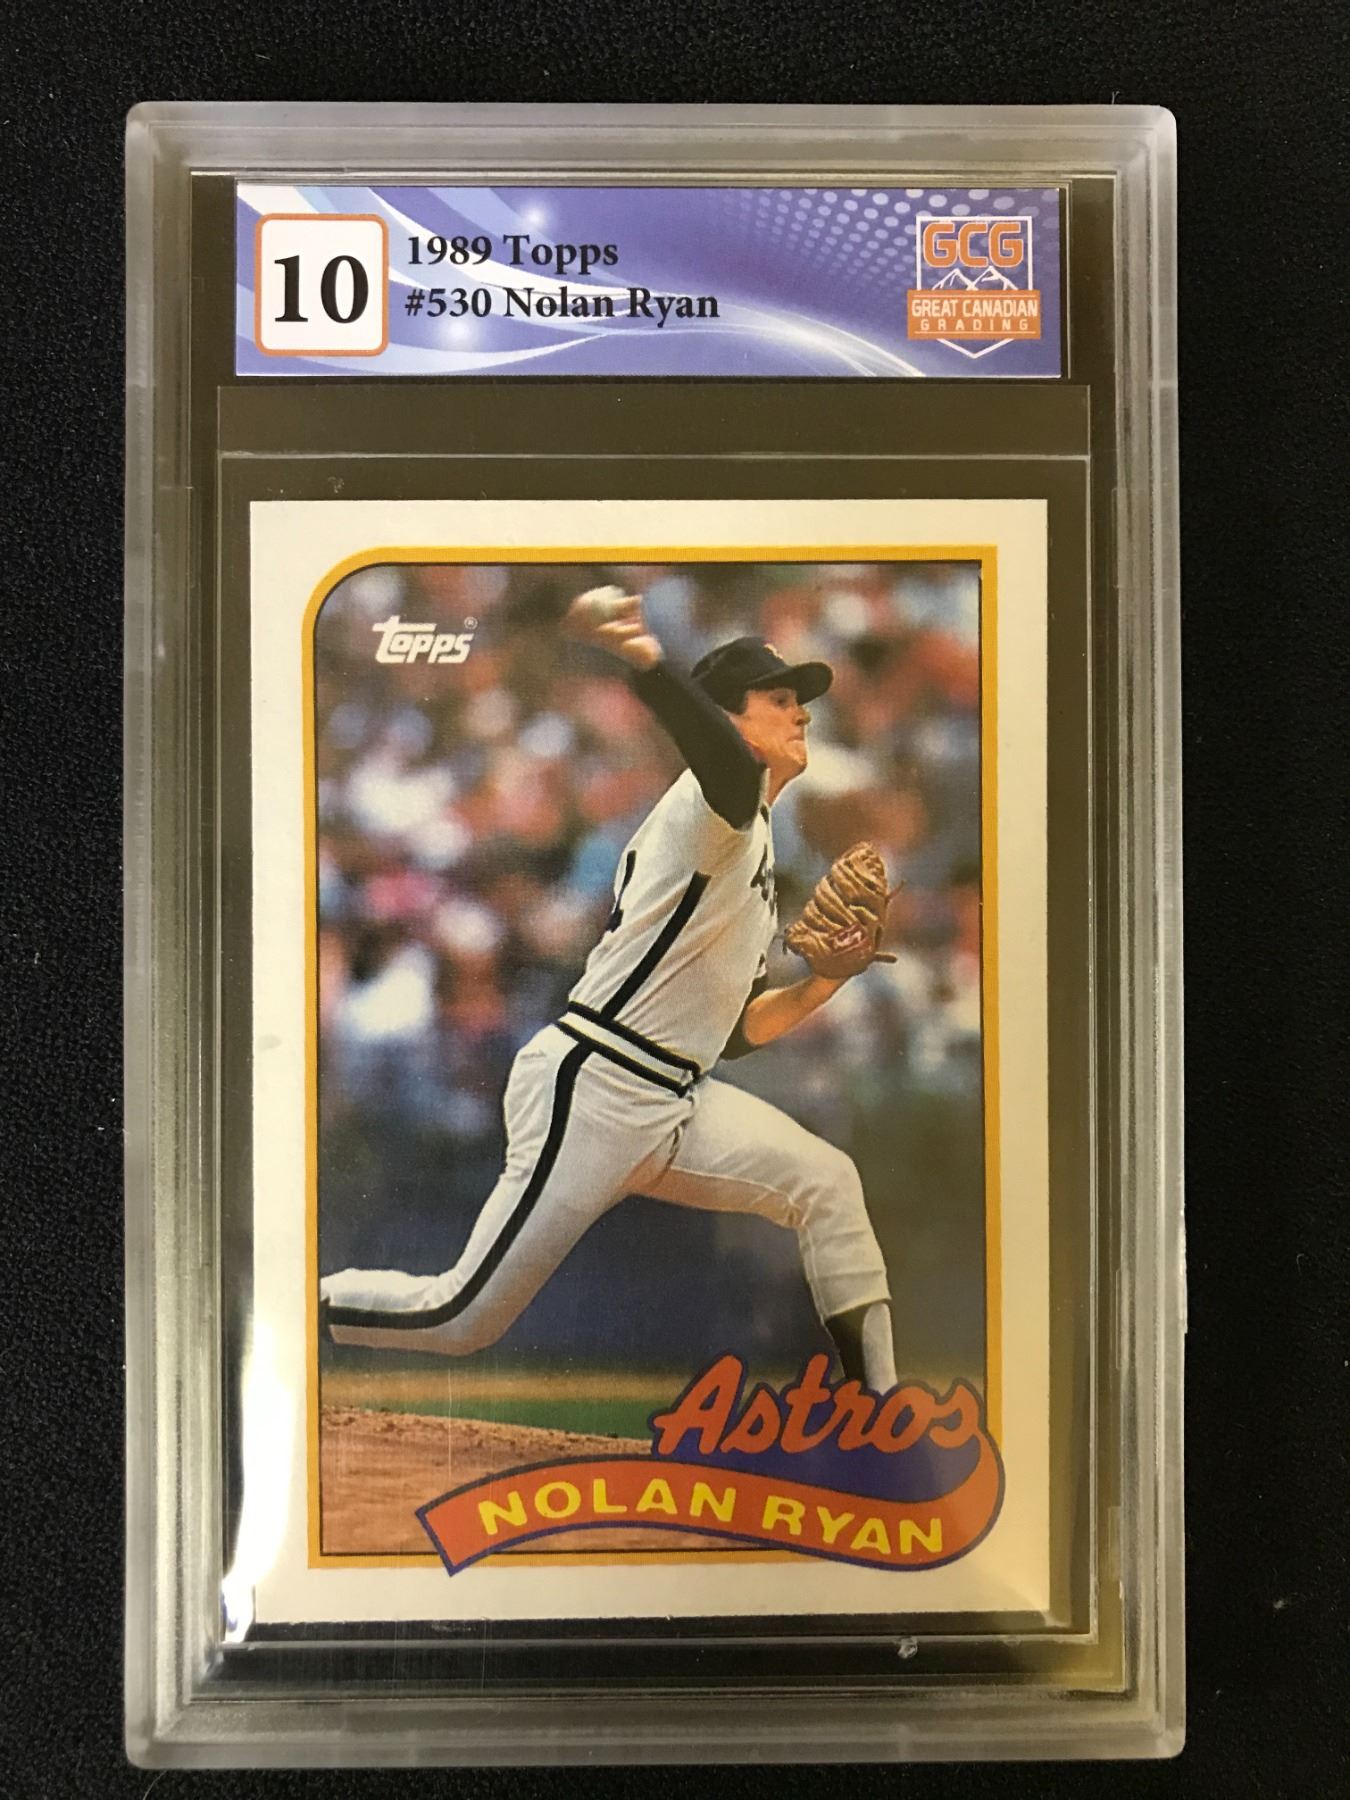 10
1989 Topps
#530 Nolan Ryan
GCG
GREAT CANADIAN
GRADING
topps®
Astros
NOLAN RYAN